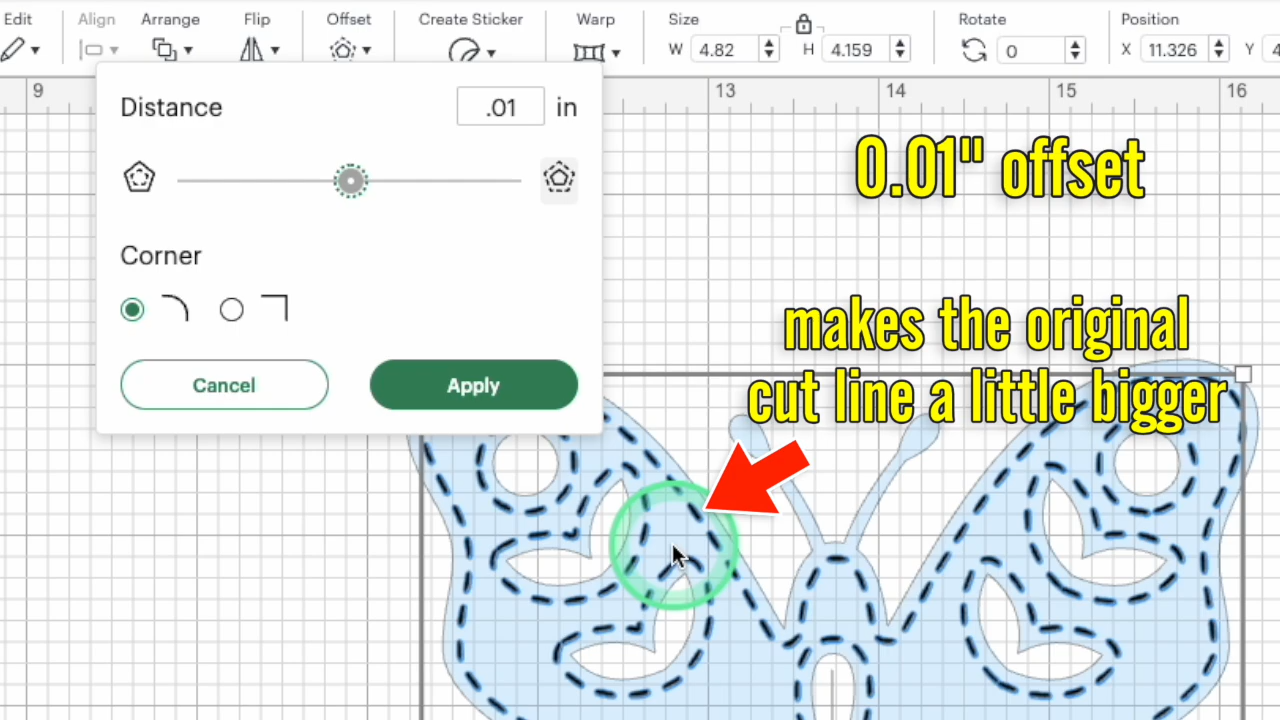 Edit Align Arrange Flip Offset Create Sticker Warp Size Rotate Position
W 4.82 H 4.159 0 X 11.326 Y 4
9 13 14 15 16
Distance .01 in
0.01" offset
Corner
makes the original
cut line a little bigger
Cancel Apply